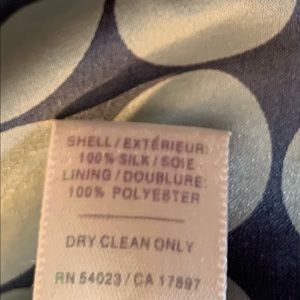 SHELL/EXTÉRIEUR:
100% SILK/SOIE
LINING/DOUBLURE:
100% POLYESTER
DRY CLEAN ONLY
RN 54023/CA 17897